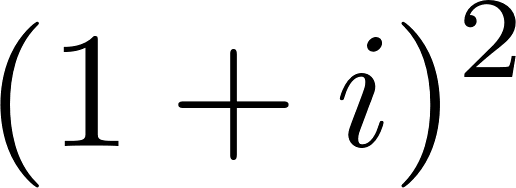 (1 + i)²